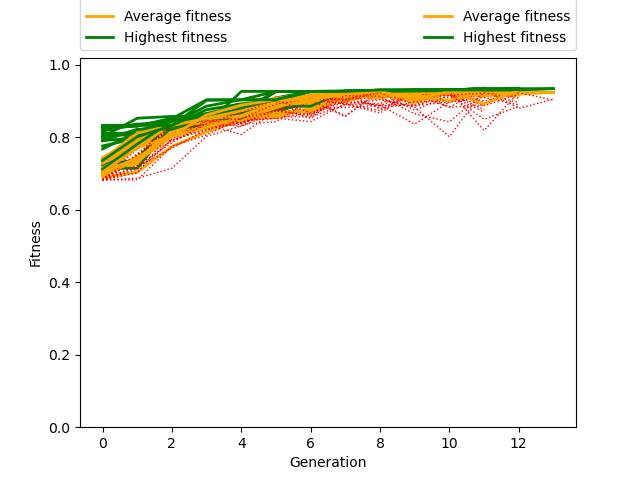 Average fitness Average fitness
Highest fitness Highest fitness
1.0
0.8
0.6
0.4
0.2
0.0
Fitness
0 2 4 6 8 10 12
Generation